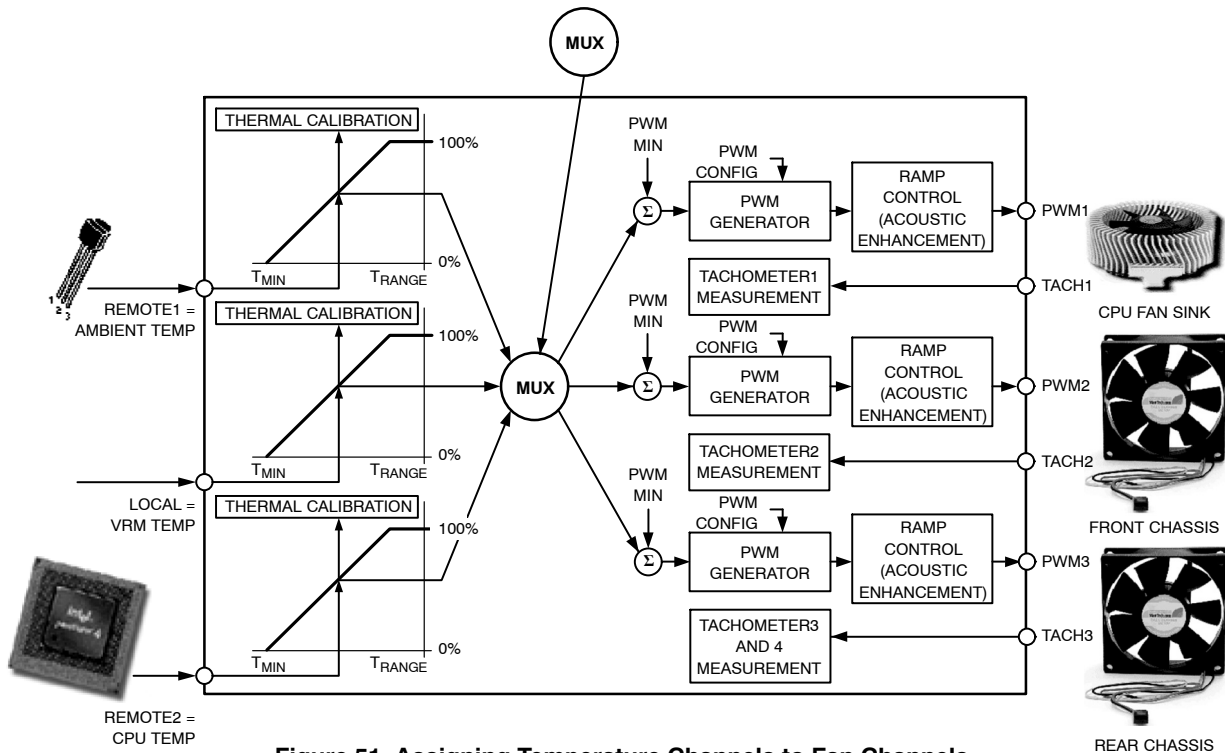 MUX
THERMAL CALIBRATION
100%
0%
TMIN
TRANGE
1
2
3
REMOTE1 =
AMBIENT TEMP
THERMAL CALIBRATION
100%
0%
TMIN
TRANGE
LOCAL =
VRM TEMP
THERMAL CALIBRATION
100%
0%
TMIN
TRANGE
intel
REMOTE2 =
CPU TEMP
MUX
PWM
MIN
Σ
PWM
CONFIG
PWM
GENERATOR
RAMP
CONTROL
(ACOUSTIC
ENHANCEMENT)
PWM1
TACHOMETER1
MEASUREMENT
TACH1
CPU FAN SINK
PWM
MIN
Σ
PWM
CONFIG
PWM
GENERATOR
RAMP
CONTROL
(ACOUSTIC
ENHANCEMENT)
PWM2
TACHOMETER2
MEASUREMENT
TACH2
FRONT CHASSIS
PWM
MIN
Σ
PWM
CONFIG
PWM
GENERATOR
RAMP
CONTROL
(ACOUSTIC
ENHANCEMENT)
PWM3
TACHOMETER3
AND 4
MEASUREMENT
TACH3
REAR CHASSIS
Figure 51. Assigning Temperature Channels to Fan Channels